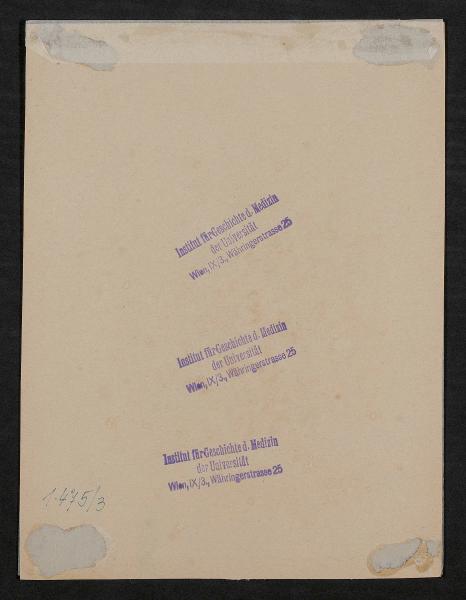 Institut für Geschichte d. Medizin
der Universität
Wien, IX/3., Währingerstrasse 25
Institut für Geschichte d. Medizin
der Universität
Wien, IX/3., Währingerstrasse 25
Institut für Geschichte d. Medizin
der Universität
Wien, IX/3., Währingerstrasse 25
1.475/3